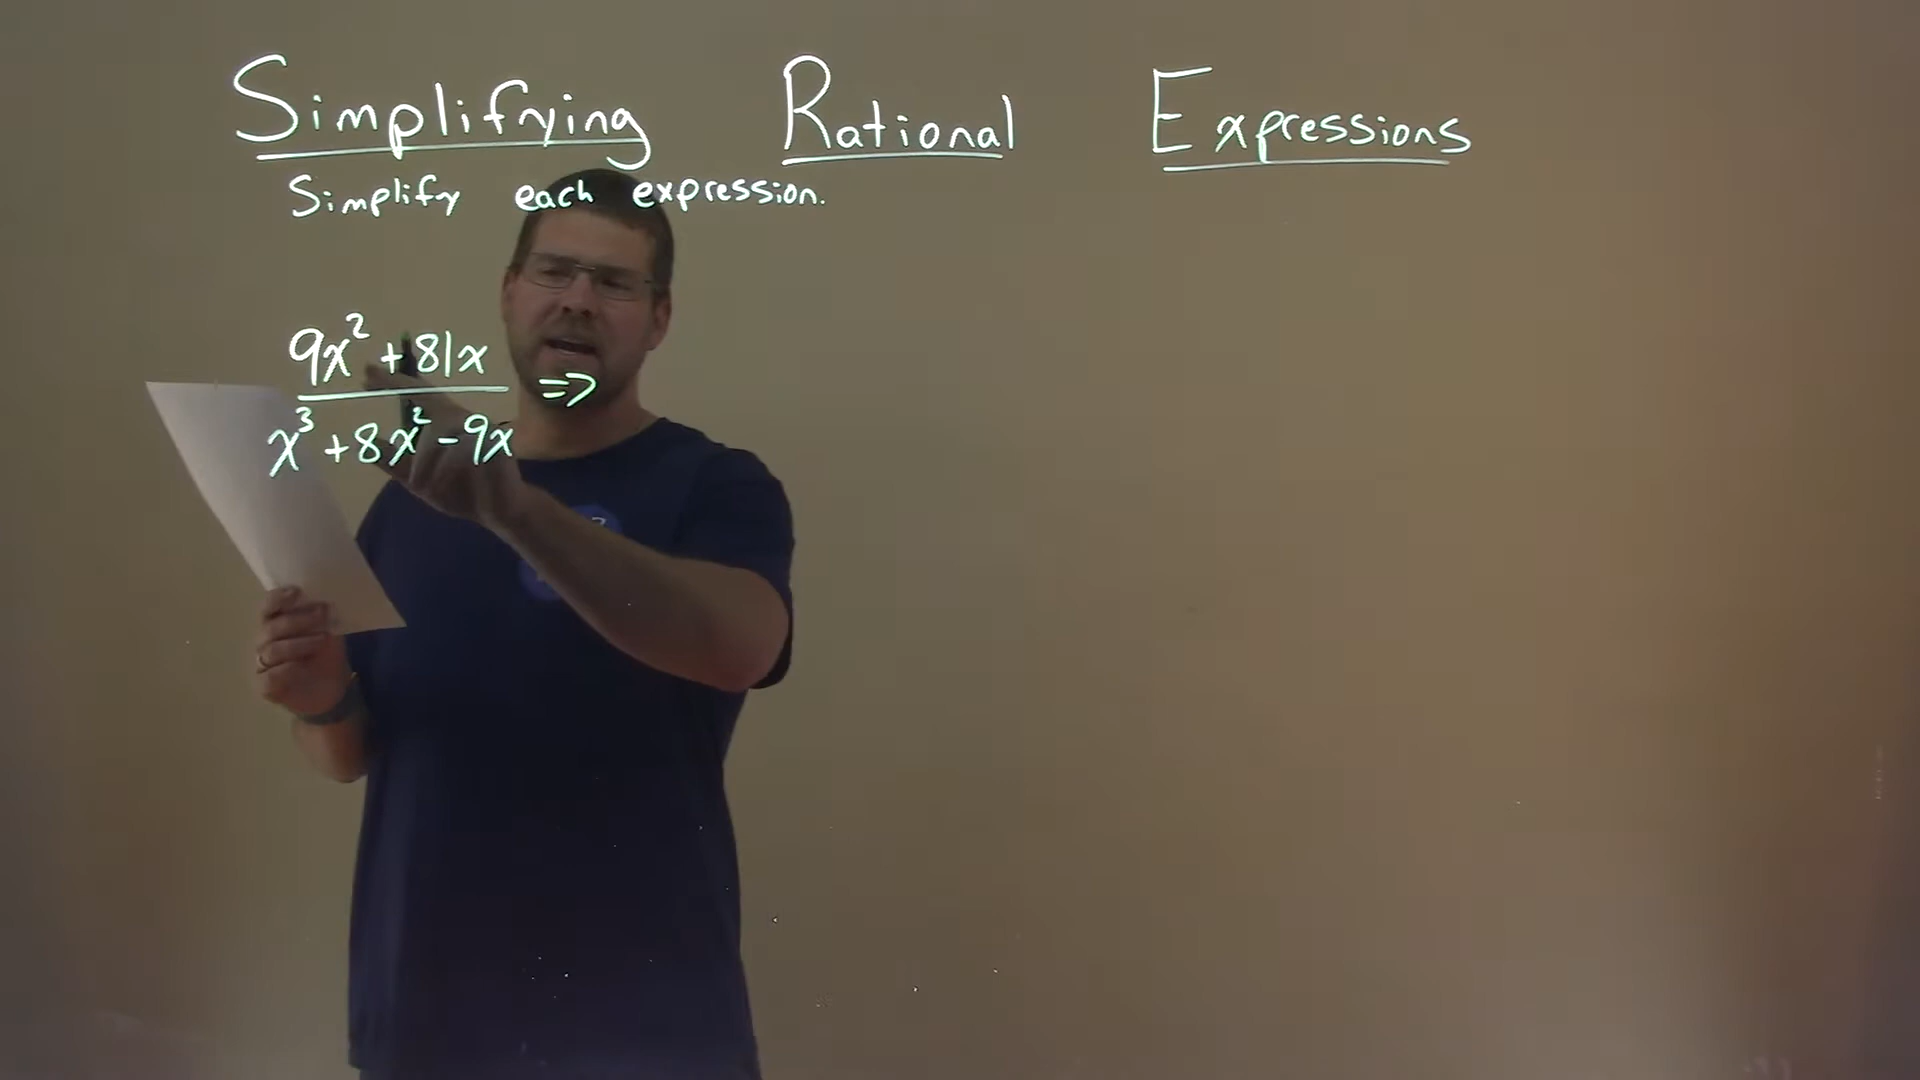 Simplifying Rational Expressions
Simplify each expression.
9x² + 81x
=>
x³ + 8x² - 9x